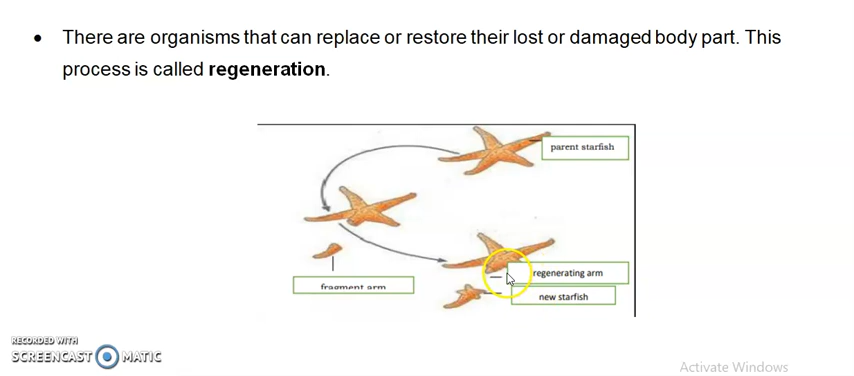 • There are organisms that can replace or restore their lost or damaged body part. This
process is called regeneration.
parent starfish
fragment arm
regenerating arm
new starfish
RECORDED WITH
SCREENCAST MATIC
Activate Windows